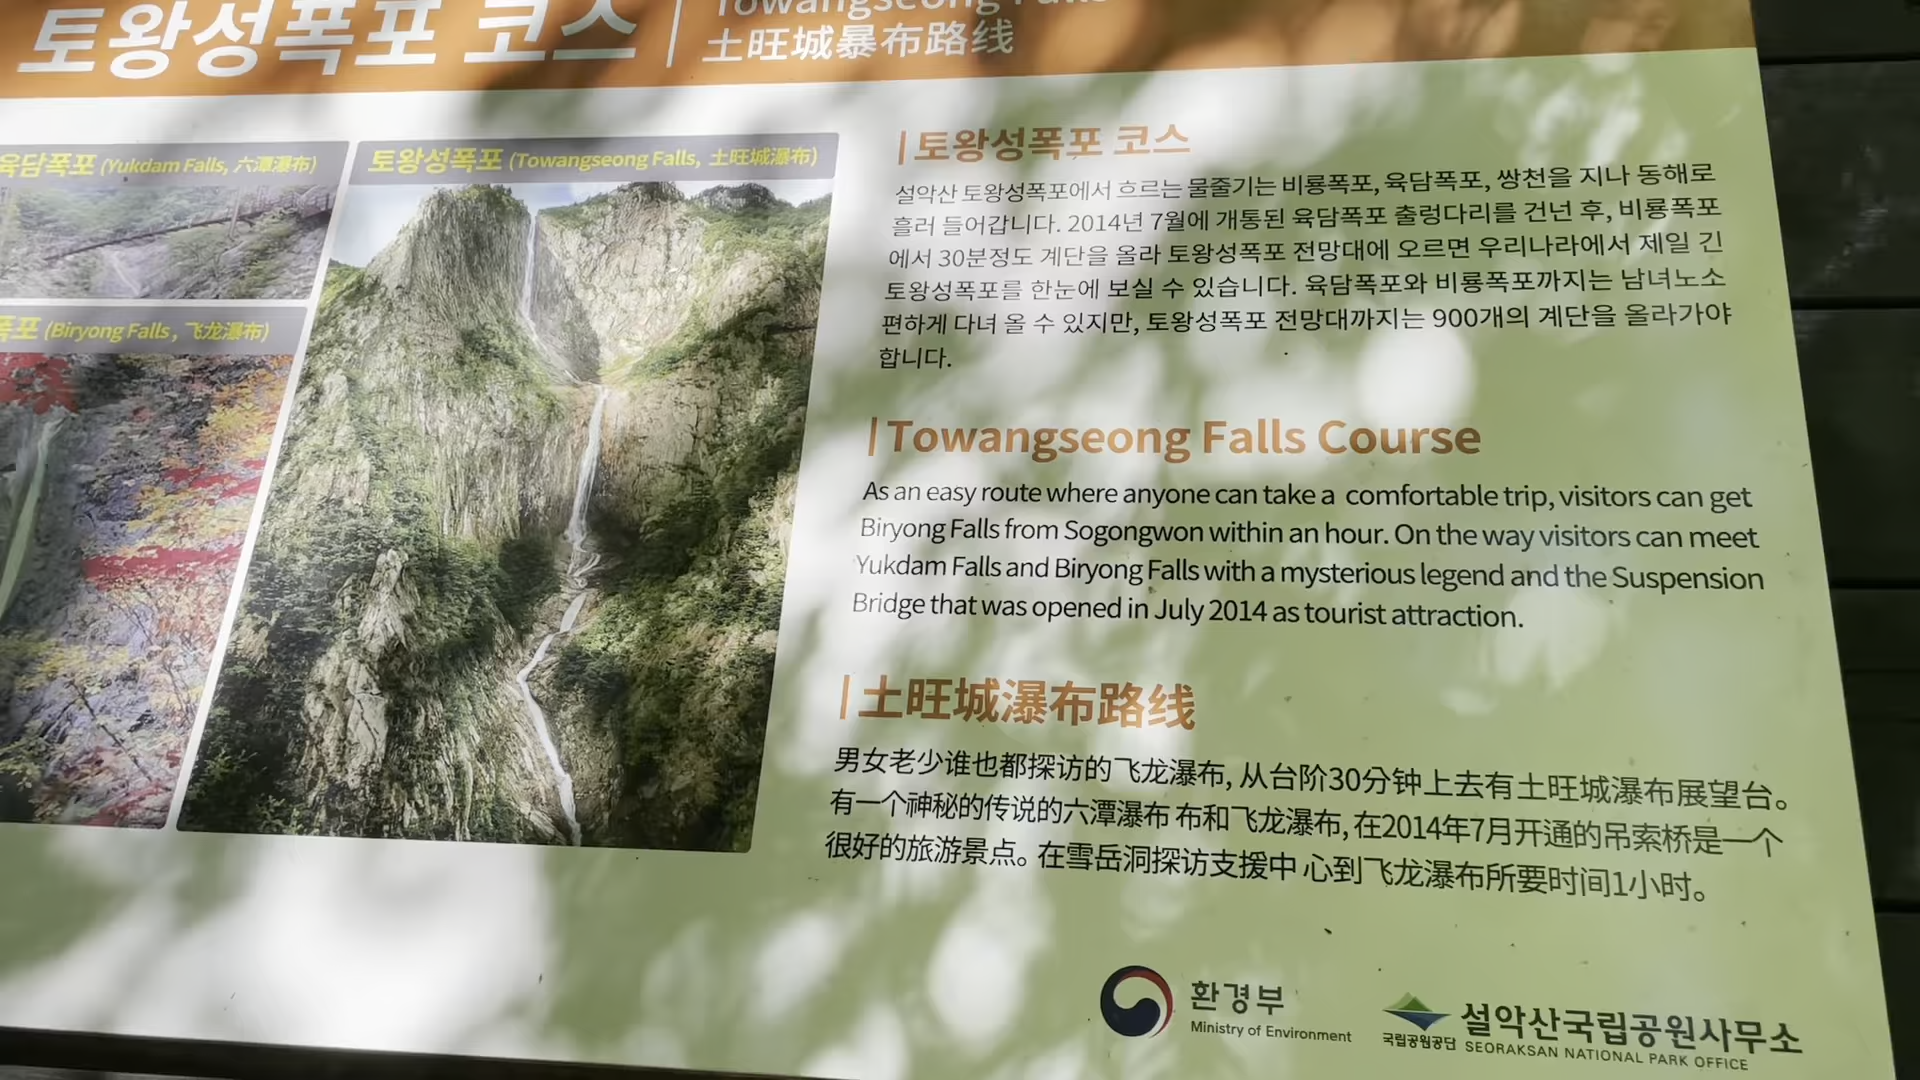 토왕성폭포 코스
Towangseong Falls
土旺城瀑布路线
육담폭포 (Yukdam Falls, 六潭瀑布)
토왕성폭포 (Towangseong Falls, 土旺城瀑布)
폭포 (Biryong Falls, 飞龙瀑布)
토왕성폭포 코스
설악산 토왕성폭포에서 흐르는 물줄기는 비룡폭포, 육담폭포, 쌍천을 지나 동해로
흘러 들어갑니다. 2014년 7월에 개통된 육담폭포 출렁다리를 건넌 후, 비룡폭포
에서 30분정도 계단을 올라 토왕성폭포 전망대에 오르면 우리나라에서 제일 긴
토왕성폭포를 한눈에 보실 수 있습니다. 육담폭포와 비룡폭포까지는 남녀노소
편하게 다녀 올 수 있지만, 토왕성폭포 전망대까지는 900개의 계단을 올라가야
합니다.
Towangseong Falls Course
As an easy route where anyone can take a comfortable trip, visitors can get
Biryong Falls from Sogongwon within an hour. On the way visitors can meet
Yukdam Falls and Biryong Falls with a mysterious legend and the Suspension
Bridge that was opened in July 2014 as tourist attraction.
土旺城瀑布路线
男女老少谁也都探访的飞龙瀑布, 从台阶30分钟上去有土旺城瀑布展望台。
有一个神秘的传说的六潭瀑布 布和飞龙瀑布, 在2014年7月开通的吊索桥是一个
很好的旅游景点。在雪岳洞探访支援中 心到飞龙瀑布所要时间1小时。
환경부
Ministry of Environment
국립공원공단
설악산국립공원사무소
SEORAKSAN NATIONAL PARK OFFICE